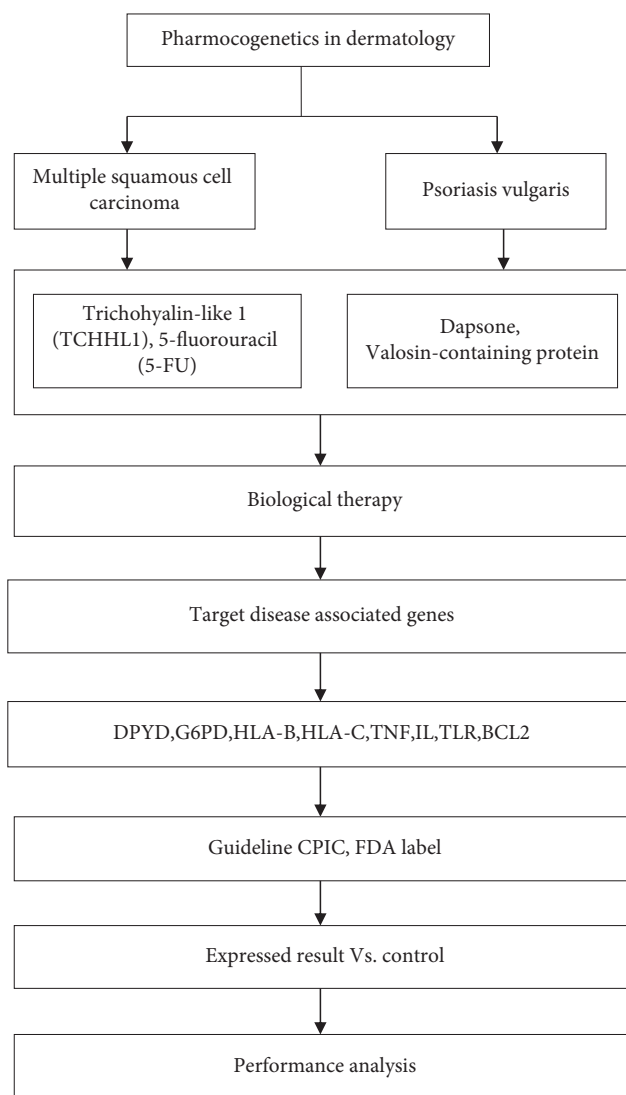 Pharmocogenetics in dermatology
Multiple squamous cell
carcinoma
Psoriasis vulgaris
Trichohyalin-like 1
(TCHHL1), 5-fluorouracil
(5-FU)
Dapsone,
Valosin-containing protein
Biological therapy
Target disease associated genes
DPYD,G6PD,HLA-B,HLA-C,TNF,IL,TLR,BCL2
Guideline CPIC, FDA label
Expressed result Vs. control
Performance analysis